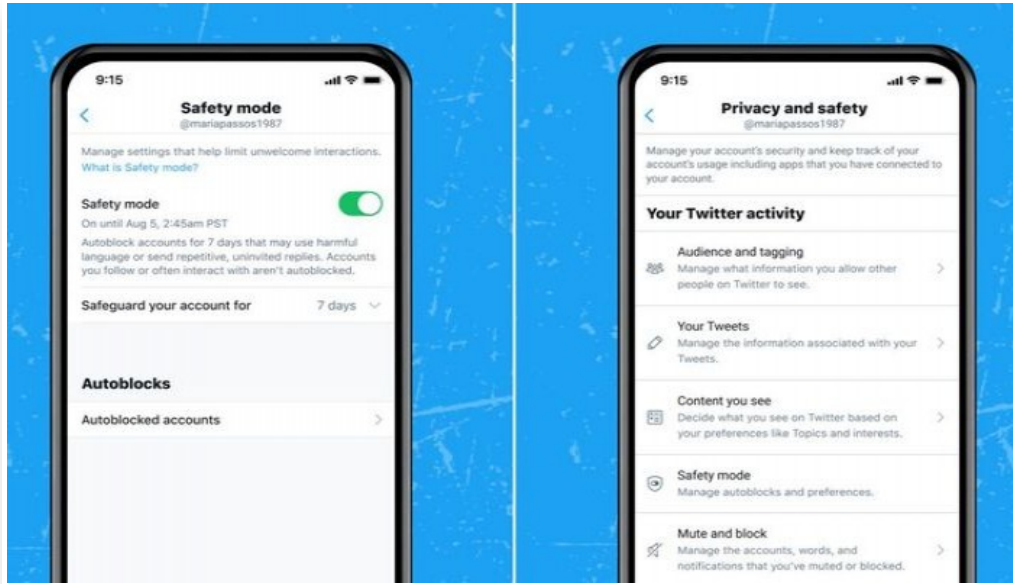 9:15
Safety mode
@mariapassos1987
Manage settings that help limit unwelcome interactions.
What is Safety mode?
Safety mode
On until Aug 5, 2:45am PST
Autoblock accounts for 7 days that may use harmful
language or send repetitive, uninvited replies. Accounts
you follow or often interact with aren't autoblocked.
Safeguard your account for 7 days
Autoblocks
Autoblocked accounts
9:15
Privacy and safety
@mariapassos1987
Manage your account's security and keep track of your
account's usage including apps that you have connected to
your account.
Your Twitter activity
Audience and tagging
Manage what information you allow other
people on Twitter to see.
Your Tweets
Manage the information associated with your
Tweets.
Content you see
Decide what you see on Twitter based on
your preferences like Topics and interests.
Safety mode
Manage autoblocks and preferences.
Mute and block
Manage the accounts, words, and
notifications that you've muted or blocked.